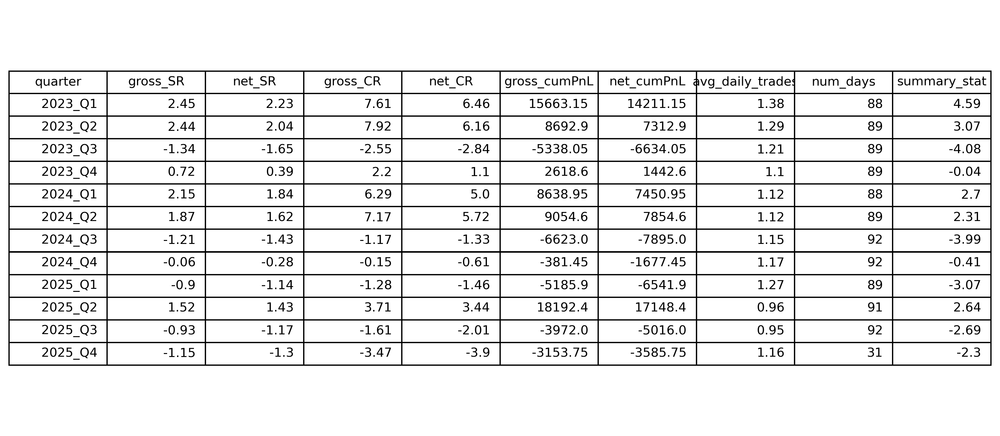 quarter gross_SR net_SR gross_CR net_CR gross_cumPnL net_cumPnL avg_daily_trades num_days summary_stat
2023_Q1 2.45 2.23 7.61 6.46 15663.15 14211.15 1.38 88 4.59
2023_Q2 2.44 2.04 7.92 6.16 8692.9 7312.9 1.29 89 3.07
2023_Q3 -1.34 -1.65 -2.55 -2.84 -5338.05 -6634.05 1.21 89 -4.08
2023_Q4 0.72 0.39 2.2 1.1 2618.6 1442.6 1.1 89 -0.04
2024_Q1 2.15 1.84 6.29 5.0 8638.95 7450.95 1.12 88 2.7
2024_Q2 1.87 1.62 7.17 5.72 9054.6 7854.6 1.12 89 2.31
2024_Q3 -1.21 -1.43 -1.17 -1.33 -6623.0 -7895.0 1.15 92 -3.99
2024_Q4 -0.06 -0.28 -0.15 -0.61 -381.45 -1677.45 1.17 92 -0.41
2025_Q1 -0.9 -1.14 -1.28 -1.46 -5185.9 -6541.9 1.27 89 -3.07
2025_Q2 1.52 1.43 3.71 3.44 18192.4 17148.4 0.96 91 2.64
2025_Q3 -0.93 -1.17 -1.61 -2.01 -3972.0 -5016.0 0.95 92 -2.69
2025_Q4 -1.15 -1.3 -3.47 -3.9 -3153.75 -3585.75 1.16 31 -2.3